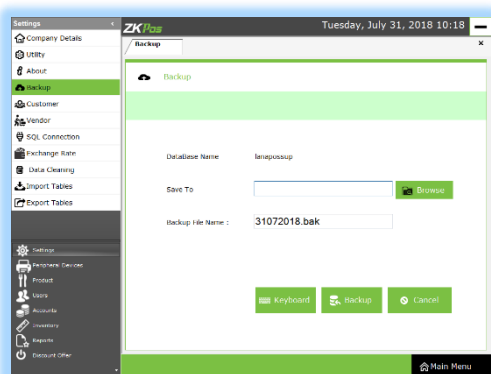 Settings
Company Details
Utility
About
Backup
Customer
Vendor
SQL Connection
Exchange Rate
Data Cleaning
Import Tables
Export Tables
Settings
Peripheral Devices
Product
Users
Accounts
Inventory
Reports
Discount Offer
ZKPos
Tuesday, July 31, 2018 10:18
Backup
Backup
DataBase Name
lanapossup
Save To
Browse
Backup File Name :
31072018.bak
Keyboard
Backup
Cancel
Main Menu